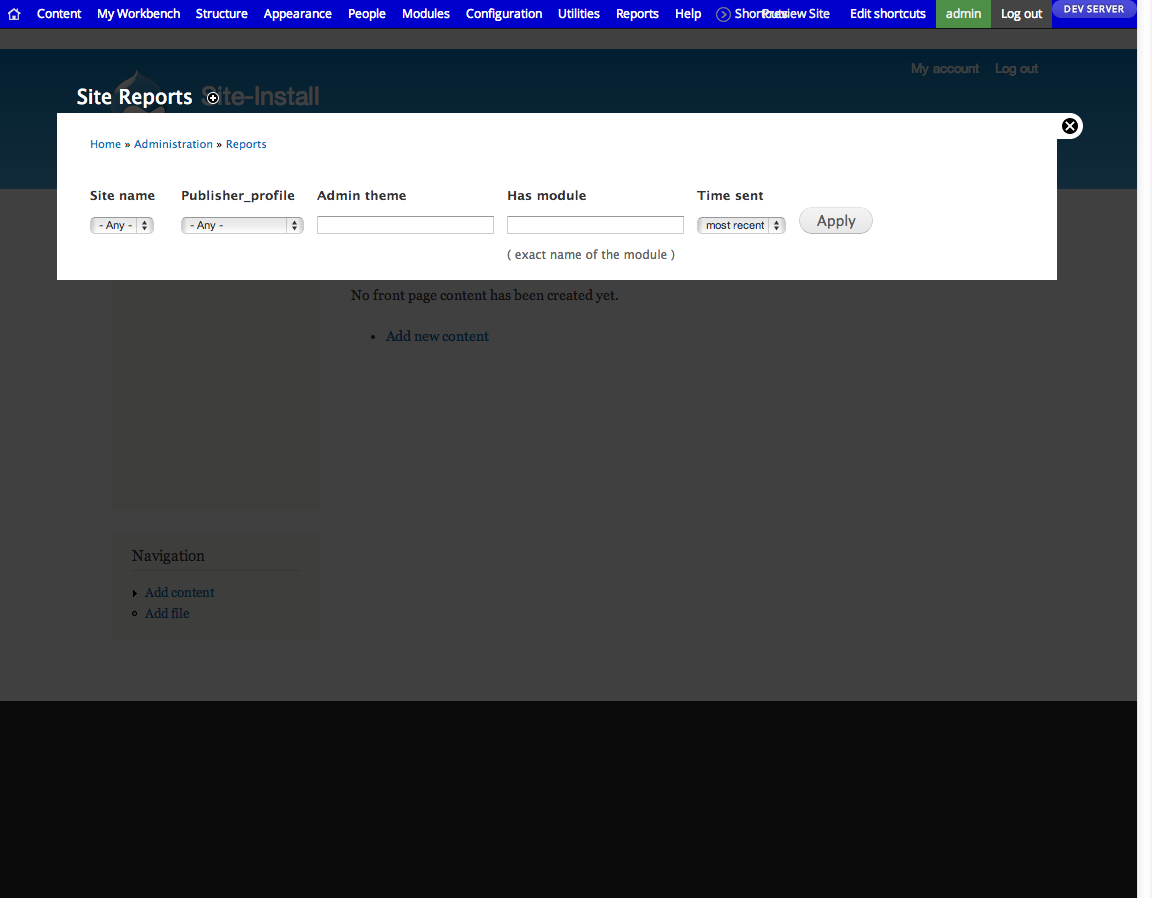 Content My Workbench Structure Appearance People Modules Configuration Utilities Reports Help Shortcuts Preview Site Edit shortcuts admin Log out DEV SERVER
My account Log out
Site Reports Site-Install
Home » Administration » Reports
Site name Publisher_profile Admin theme Has module Time sent
- Any - - Any - most recent Apply
( exact name of the module )
No front page content has been created yet.
• Add new content
Navigation
Add content
Add file